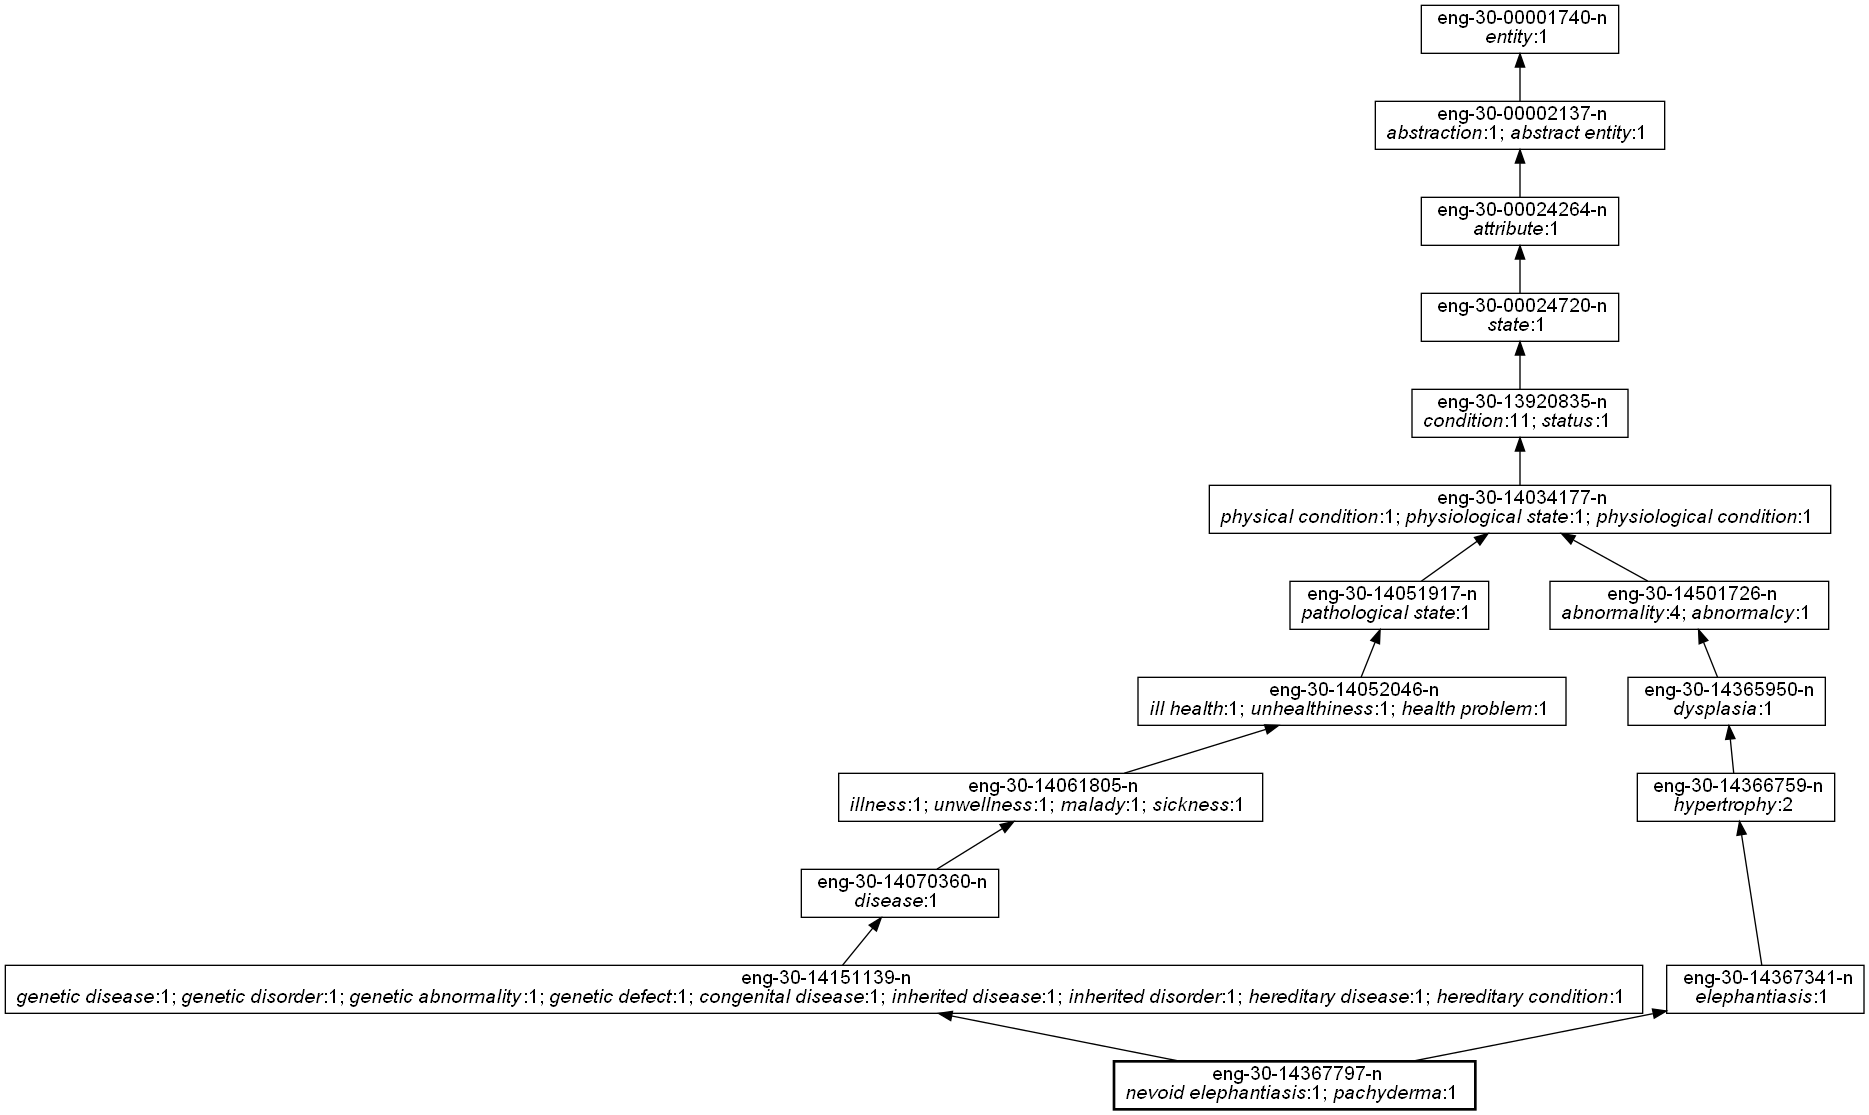 eng-30-00001740-n
entity:1
eng-30-00002137-n
abstraction:1; abstract entity:1
eng-30-00024264-n
attribute:1
eng-30-00024720-n
state:1
eng-30-13920835-n
condition:11; status:1
eng-30-14034177-n
physical condition:1; physiological state:1; physiological condition:1
eng-30-14051917-n
pathological state:1
eng-30-14501726-n
abnormality:4; abnormalcy:1
eng-30-14052046-n
ill health:1; unhealthiness:1; health problem:1
eng-30-14365950-n
dysplasia:1
eng-30-14061805-n
illness:1; unwellness:1; malady:1; sickness:1
eng-30-14366759-n
hypertrophy:2
eng-30-14070360-n
disease:1
eng-30-14151139-n
genetic disease:1; genetic disorder:1; genetic abnormality:1; genetic defect:1; congenital disease:1; inherited disease:1; inherited disorder:1; hereditary disease:1; hereditary condition:1
eng-30-14367341-n
elephantiasis:1
eng-30-14367797-n
nevoid elephantiasis:1; pachyderma:1